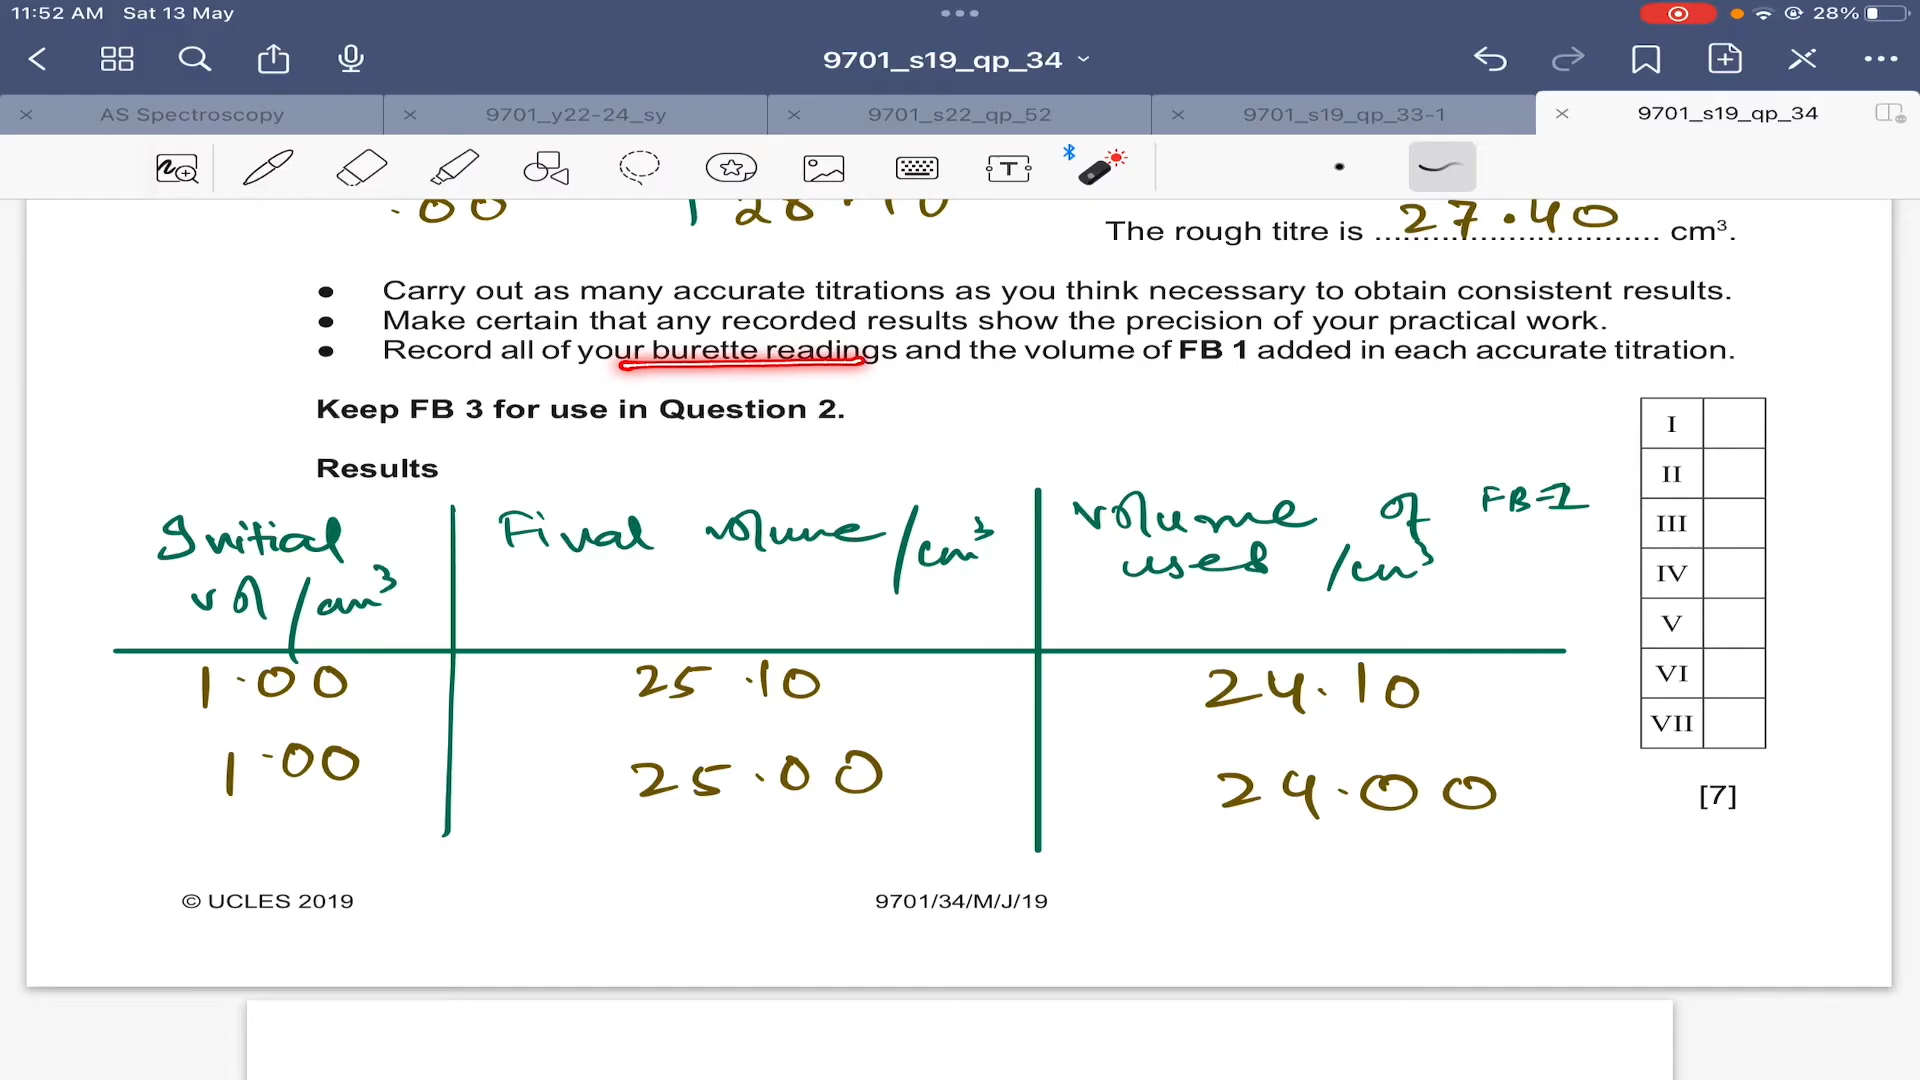 11:52 AM Sat 13 May
28%
9701_s19_qp_34
AS Spectroscopy
9701_y22-24_sy
9701_s22_qp_52
9701_s19_qp_33-1
9701_s19_qp_34
The rough titre is 27.40 cm³.
• Carry out as many accurate titrations as you think necessary to obtain consistent results.
• Make certain that any recorded results show the precision of your practical work.
• Record all of your burette readings and the volume of FB 1 added in each accurate titration.
Keep FB 3 for use in Question 2.
Results
Initial vol /cm³
Final volume /cm³
volume of FB-1 used /cm³
1.00 25.10 24.10
1.00 25.00 24.00
I
II
III
IV
V
VI
VII
[7]
© UCLES 2019
9701/34/M/J/19